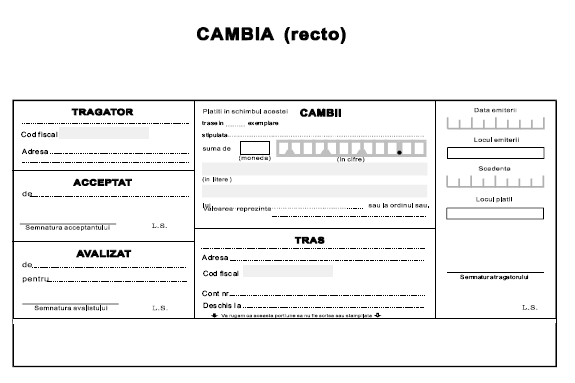 CAMBIA (recto)
TRAGATOR
Cod fiscal
Adresa
ACCEPTAT
de
Semnatura acceptantului L.S.
AVALIZAT
de
pentru
Semnatura avalistului L.S.
Platiti in schimbul acestei CAMBII
trase in ........ exemplare
stipulata
suma de
(moneda) (in cifre)
(in litere)
lui sau la ordinul sau,
Valoarea reprezinta
TRAS
Adresa
Cod fiscal
Cont nr.
Deschis la
Va rugam ca aceasta portiune sa nu fie scrisa sau stampilata
Data emiterii
Locul emiterii
Scadenta
Locul platii
Semnatura tragatorului
L.S.